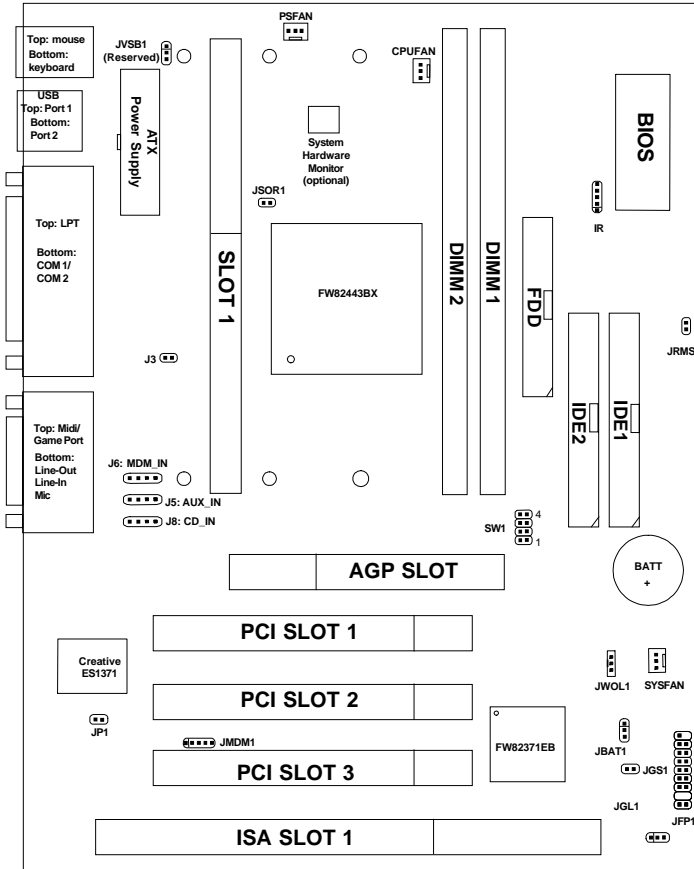 PSFAN
Top: mouse
Bottom:
keyboard
JVSB1
(Reserved)
CPUFAN
USB
Top: Port 1
Bottom:
Port 2
ATX
Power Supply
System
Hardware
Monitor
(optional)
BIOS
JSOR1
IR
Top: LPT
Bottom:
COM 1/
COM 2
SLOT 1
FW82443BX
DIMM 2
DIMM 1
FDD
J3
JRMS
IDE2
IDE1
Top: Midi/
Game Port
Bottom:
Line-Out
Line-In
Mic
J6: MDM_IN
J5: AUX_IN
J8: CD_IN
SW1
4
1
AGP SLOT
BATT
+
PCI SLOT 1
Creative
ES1371
JWOL1
SYSFAN
PCI SLOT 2
JP1
JMDM1
FW82371EB
JBAT1
PCI SLOT 3
JGS1
JGL1
JFP1
ISA SLOT 1